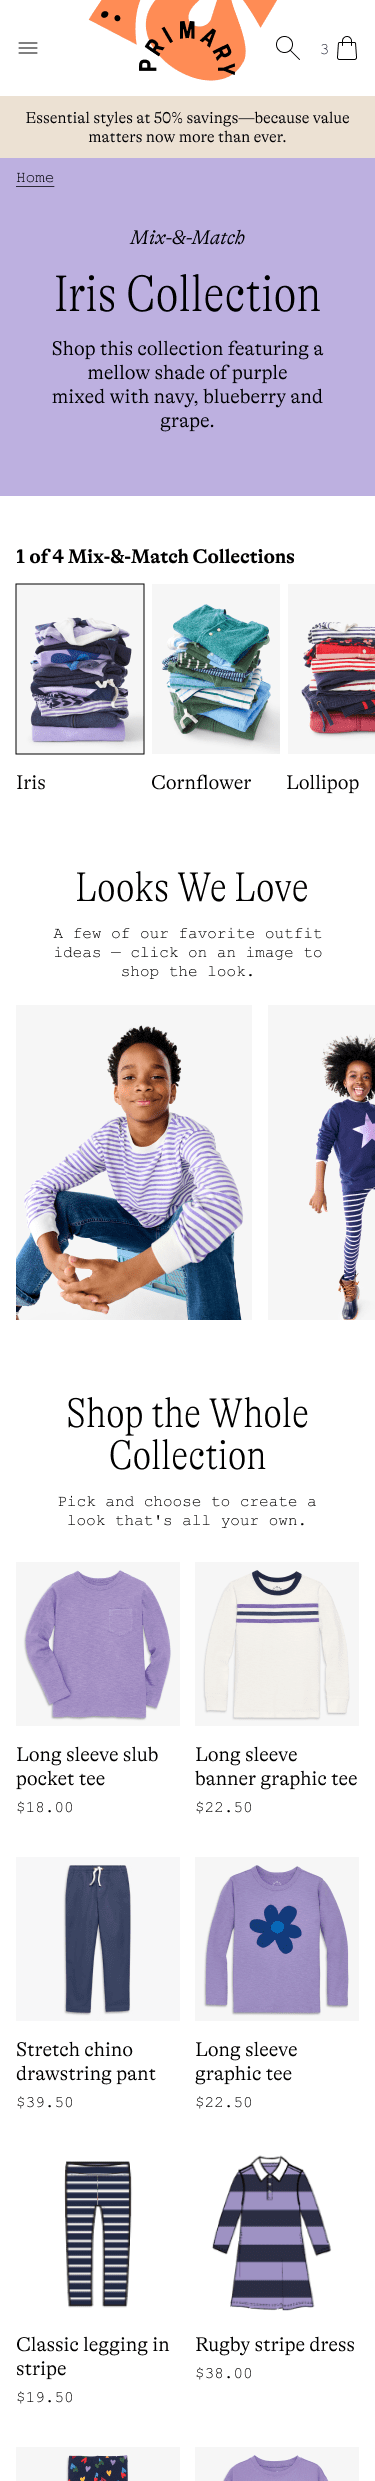 PRIMARY
3
Essential styles at 50% savings—because value
matters now more than ever.
Home
Mix-&-Match
Iris Collection
Shop this collection featuring a
mellow shade of purple
mixed with navy, blueberry and
grape.
1 of 4 Mix-&-Match Collections
Iris
Cornflower
Lollipop
Looks We Love
A few of our favorite outfit
ideas — click on an image to
shop the look.
Shop the Whole
Collection
Pick and choose to create a
look that's all your own.
Long sleeve slub
pocket tee
$18.00
Long sleeve
banner graphic tee
$22.50
Stretch chino
drawstring pant
$39.50
Long sleeve
graphic tee
$22.50
Classic legging in
stripe
$19.50
Rugby stripe dress
$38.00